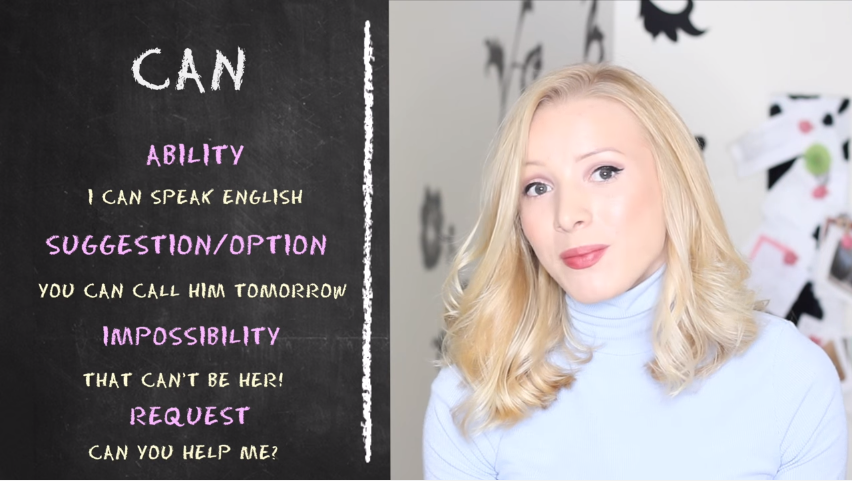 CAN
ABILITY
I CAN SPEAK ENGLISH
SUGGESTION/OPTION
YOU CAN CALL HIM TOMORROW
IMPOSSIBILITY
THAT CAN'T BE HER!
REQUEST
CAN YOU HELP ME?